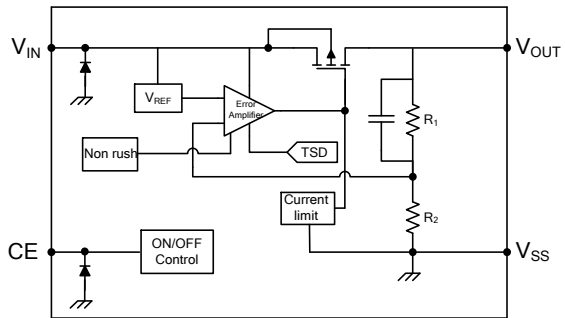 VIN
VOUT
VREF
Error
Amplifier
R1
Non rush
TSD
Current
limit
R2
CE
ON/OFF
Control
VSS